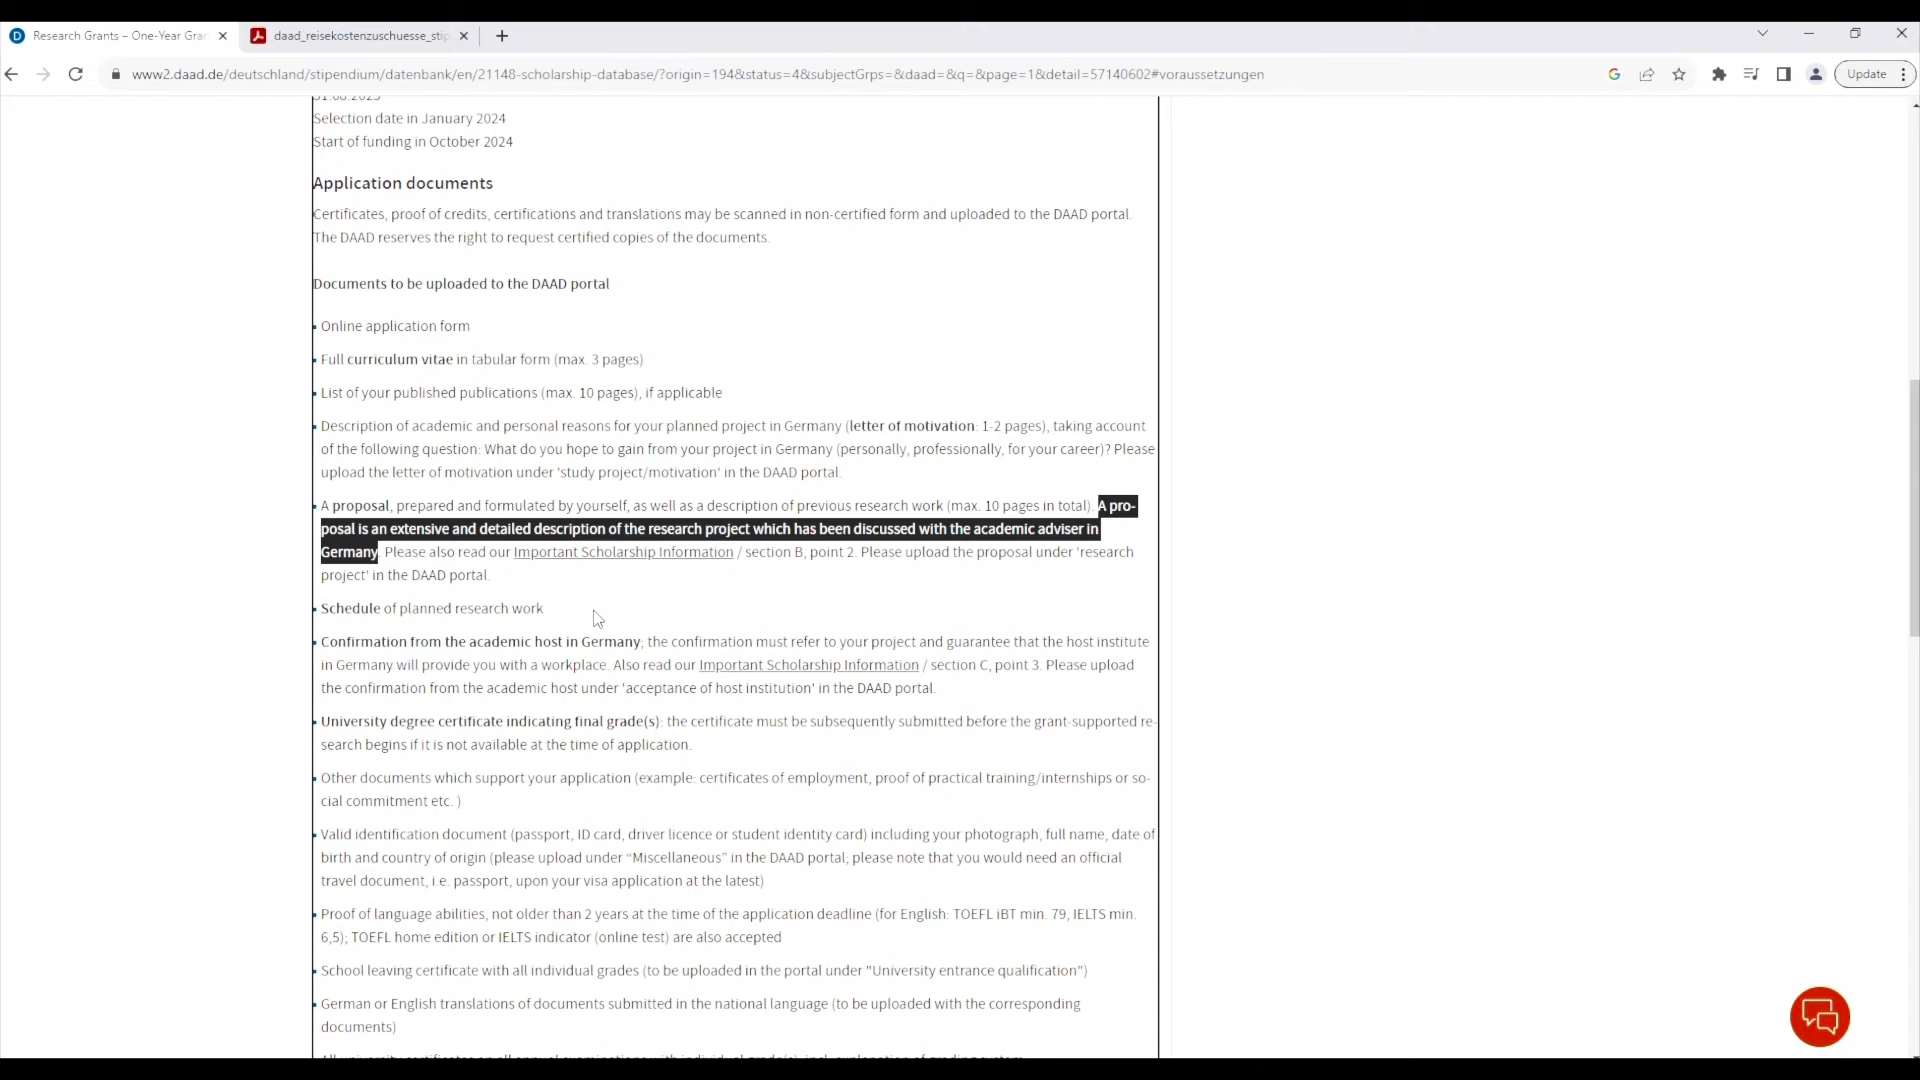 Research Grants – One-Year Gra
daad_reisekostenzuschuesse_stip
www2.daad.de/deutschland/stipendium/datenbank/en/21148-scholarship-database/?origin=194&status=4&subjectGrps=&daad=&q=&page=1&detail=57140602#voraussetzungen
Update
Selection date in January 2024
Start of funding in October 2024
Application documents
Certificates, proof of credits, certifications and translations may be scanned in non-certified form and uploaded to the DAAD portal.
The DAAD reserves the right to request certified copies of the documents.
Documents to be uploaded to the DAAD portal
Online application form
Full curriculum vitae in tabular form (max. 3 pages)
List of your published publications (max. 10 pages), if applicable
Description of academic and personal reasons for your planned project in Germany (letter of motivation: 1-2 pages), taking account
of the following question: What do you hope to gain from your project in Germany (personally, professionally, for your career)? Please
upload the letter of motivation under 'study project/motivation' in the DAAD portal.
A proposal, prepared and formulated by yourself, as well as a description of previous research work (max. 10 pages in total). A pro-
posal is an extensive and detailed description of the research project which has been discussed with the academic adviser in
Germany. Please also read our Important Scholarship Information / section B, point 2. Please upload the proposal under 'research
project' in the DAAD portal.
Schedule of planned research work
Confirmation from the academic host in Germany; the confirmation must refer to your project and guarantee that the host institute
in Germany will provide you with a workplace. Also read our Important Scholarship Information / section C, point 3. Please upload
the confirmation from the academic host under 'acceptance of host institution' in the DAAD portal.
University degree certificate indicating final grade(s): the certificate must be subsequently submitted before the grant-supported re-
search begins if it is not available at the time of application.
Other documents which support your application (example: certificates of employment, proof of practical training/internships or so-
cial commitment etc. )
Valid identification document (passport, ID card, driver licence or student identity card) including your photograph, full name, date of
birth and country of origin (please upload under “Miscellaneous” in the DAAD portal; please note that you would need an official
travel document, i.e. passport, upon your visa application at the latest)
Proof of language abilities, not older than 2 years at the time of the application deadline (for English: TOEFL iBT min. 79, IELTS min.
6,5); TOEFL home edition or IELTS indicator (online test) are also accepted
School leaving certificate with all individual grades (to be uploaded in the portal under "University entrance qualification")
German or English translations of documents submitted in the national language (to be uploaded with the corresponding
documents)